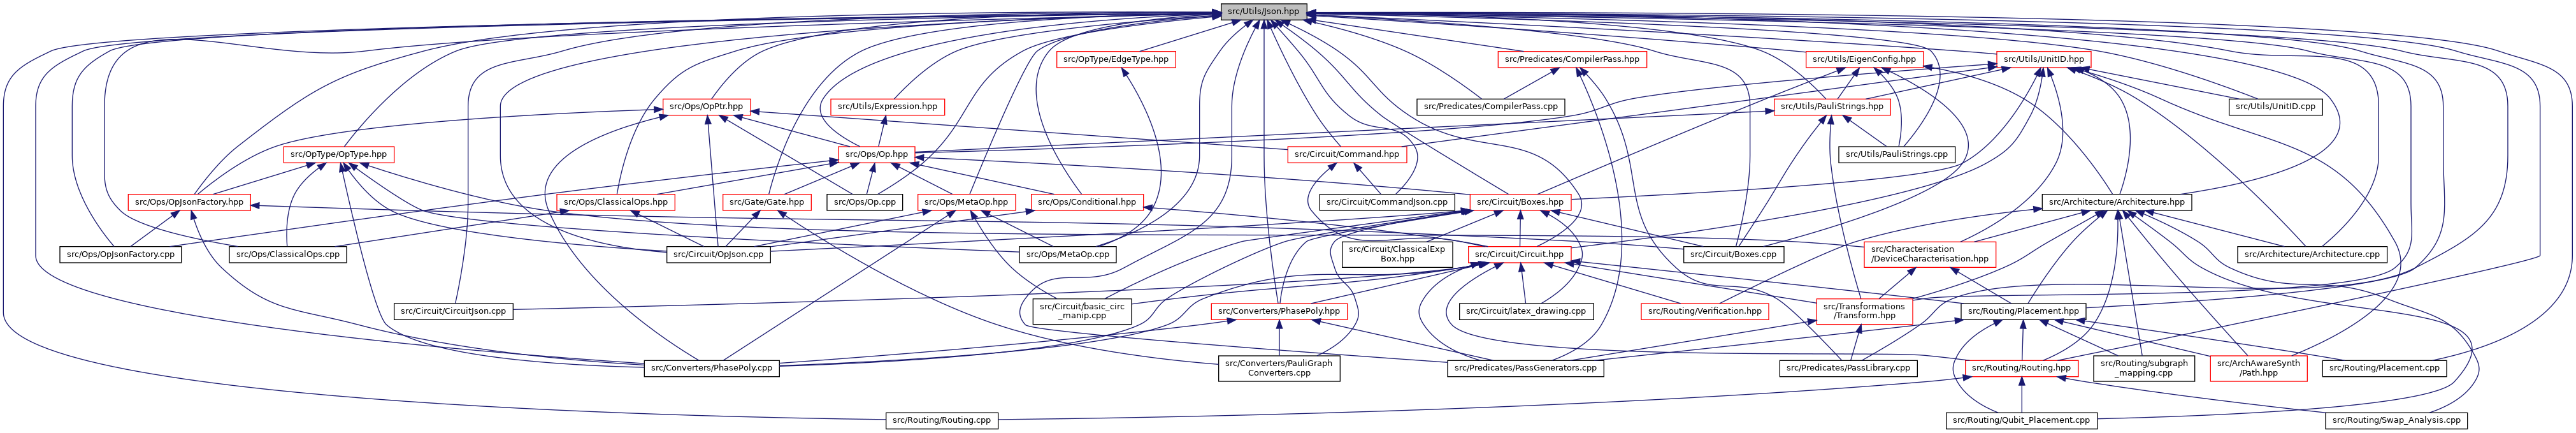 src/Utils/Json.hpp
src/OpType/EdgeType.hpp
src/Predicates/CompilerPass.hpp
src/Utils/EigenConfig.hpp
src/Utils/UnitID.hpp
src/Ops/OpPtr.hpp
src/Utils/Expression.hpp
src/Predicates/CompilerPass.cpp
src/Utils/PauliStrings.hpp
src/Utils/UnitID.cpp
src/OpType/OpType.hpp
src/Ops/Op.hpp
src/Circuit/Command.hpp
src/Utils/PauliStrings.cpp
src/Ops/OpJsonFactory.hpp
src/Ops/ClassicalOps.hpp
src/Gate/Gate.hpp
src/Ops/Op.cpp
src/Ops/MetaOp.hpp
src/Ops/Conditional.hpp
src/Circuit/CommandJson.cpp
src/Circuit/Boxes.hpp
src/Architecture/Architecture.hpp
src/Ops/OpJsonFactory.cpp
src/Ops/ClassicalOps.cpp
src/Circuit/OpJson.cpp
src/Ops/MetaOp.cpp
src/Circuit/ClassicalExp
Box.hpp
src/Circuit/Circuit.hpp
src/Circuit/Boxes.cpp
src/Characterisation
/DeviceCharacterisation.hpp
src/Architecture/Architecture.cpp
src/Circuit/CircuitJson.cpp
src/Circuit/basic_circ
_manip.cpp
src/Converters/PhasePoly.hpp
src/Circuit/latex_drawing.cpp
src/Routing/Verification.hpp
src/Transformations
/Transform.hpp
src/Routing/Placement.hpp
src/Converters/PhasePoly.cpp
src/Converters/PauliGraph
Converters.cpp
src/Predicates/PassGenerators.cpp
src/Predicates/PassLibrary.cpp
src/Routing/Routing.hpp
src/Routing/subgraph
_mapping.cpp
src/ArchAwareSynth
/Path.hpp
src/Routing/Placement.cpp
src/Routing/Routing.cpp
src/Routing/Qubit_Placement.cpp
src/Routing/Swap_Analysis.cpp